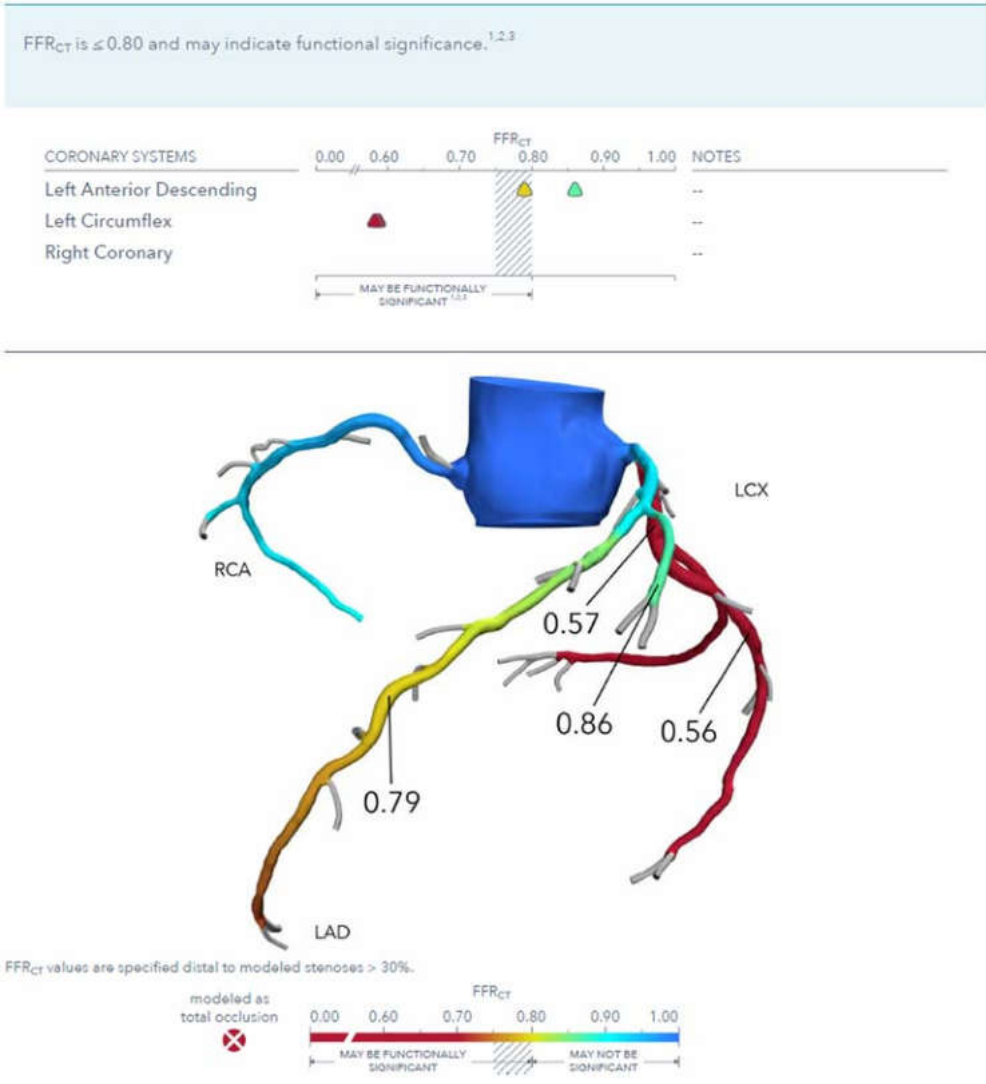 FFRCT is ≤ 0.80 and may indicate functional significance.1,2,3
FFRCT
CORONARY SYSTEMS 0.00 0.60 0.70 0.80 0.90 1.00 NOTES
Left Anterior Descending --
Left Circumflex --
Right Coronary --
MAY BE FUNCTIONALLY
SIGNIFICANT 1,2,3
LCX
RCA
0.57
0.86
0.56
0.79
LAD
FFRCT values are specified distal to modeled stenoses > 30%.
modeled as
total occlusion
FFRCT
0.00 0.60 0.70 0.80 0.90 1.00
MAY BE FUNCTIONALLY
SIGNIFICANT
MAY NOT BE
SIGNIFICANT